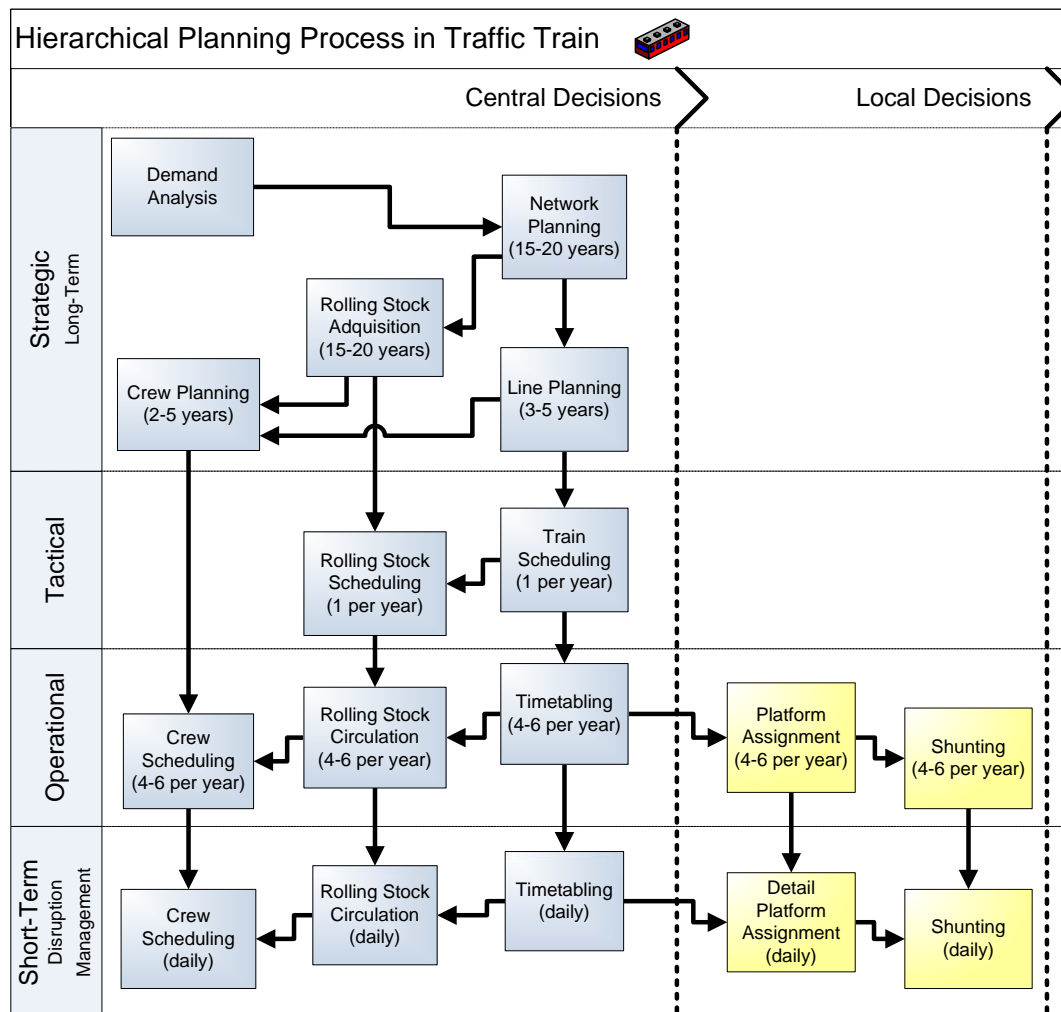 Hierarchical Planning Process in Traffic Train
Central Decisions
Local Decisions
Strategic
Long-Term
Demand
Analysis
Network
Planning
(15-20 years)
Rolling Stock
Adquisition
(15-20 years)
Crew Planning
(2-5 years)
Line Planning
(3-5 years)
Tactical
Rolling Stock
Scheduling
(1 per year)
Train
Scheduling
(1 per year)
Operational
Crew
Scheduling
(4-6 per year)
Rolling Stock
Circulation
(4-6 per year)
Timetabling
(4-6 per year)
Platform
Assignment
(4-6 per year)
Shunting
(4-6 per year)
Short-Term
Disruption
Management
Crew
Scheduling
(daily)
Rolling Stock
Circulation
(daily)
Timetabling
(daily)
Detail
Platform
Assignment
(daily)
Shunting
(daily)